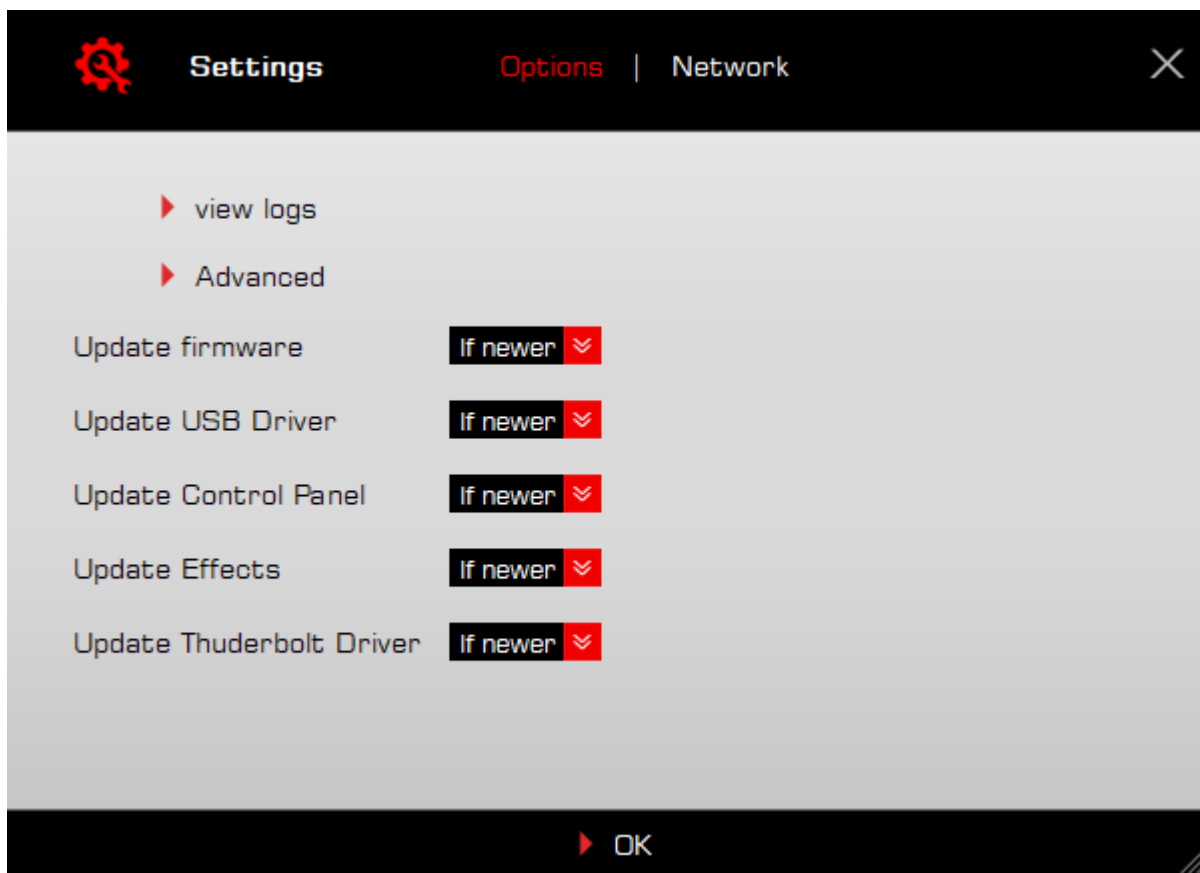 Settings Options | Network
view logs
Advanced
Update firmware If newer
Update USB Driver If newer
Update Control Panel If newer
Update Effects If newer
Update Thuderbolt Driver If newer
OK